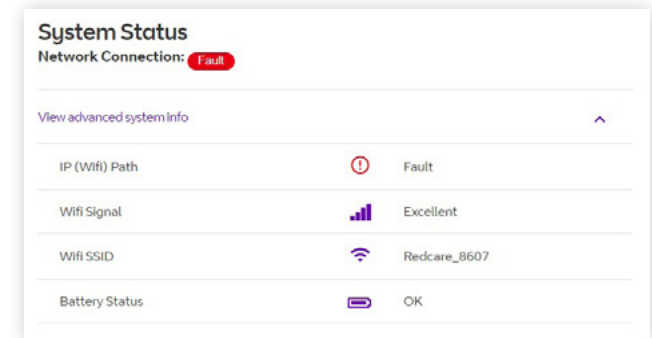 System Status
Network Connection: Fault
View advanced system info
IP (Wifi) Path Fault
Wifi Signal Excellent
Wifi SSID Redcare_8607
Battery Status OK